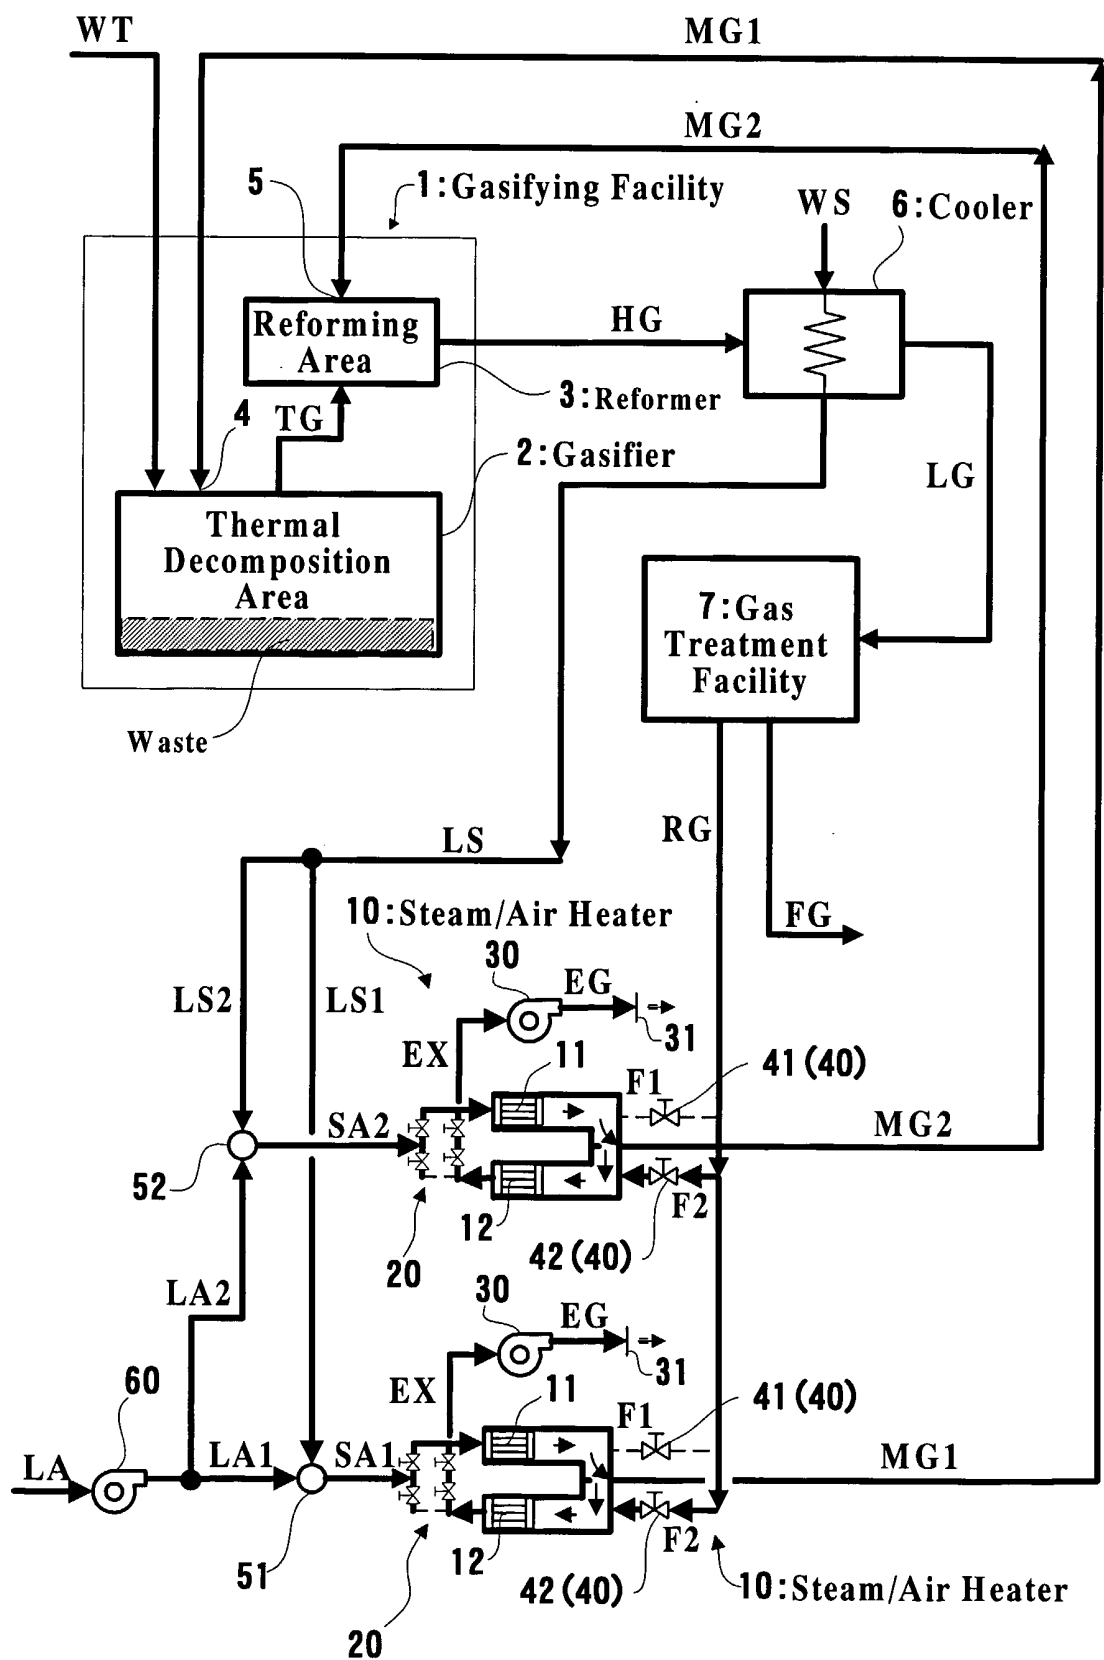 WT
MG1
MG2
5
1:Gasifying Facility
WS
6:Cooler
Reforming
Area
HG
3:Reformer
4
TG
2:Gasifier
LG
Thermal
Decomposition
Area
7:Gas
Treatment
Facility
Waste
RG
LS
FG
10:Steam/Air Heater
30
EG
LS2
LS1
31
EX
11
F1
41(40)
SA2
MG2
52
12
F2
42(40)
20
LA2
30
EG
31
60
EX
11
F1
41(40)
LA
LA1
SA1
MG1
51
12
F2
42(40)
10:Steam/Air Heater
20